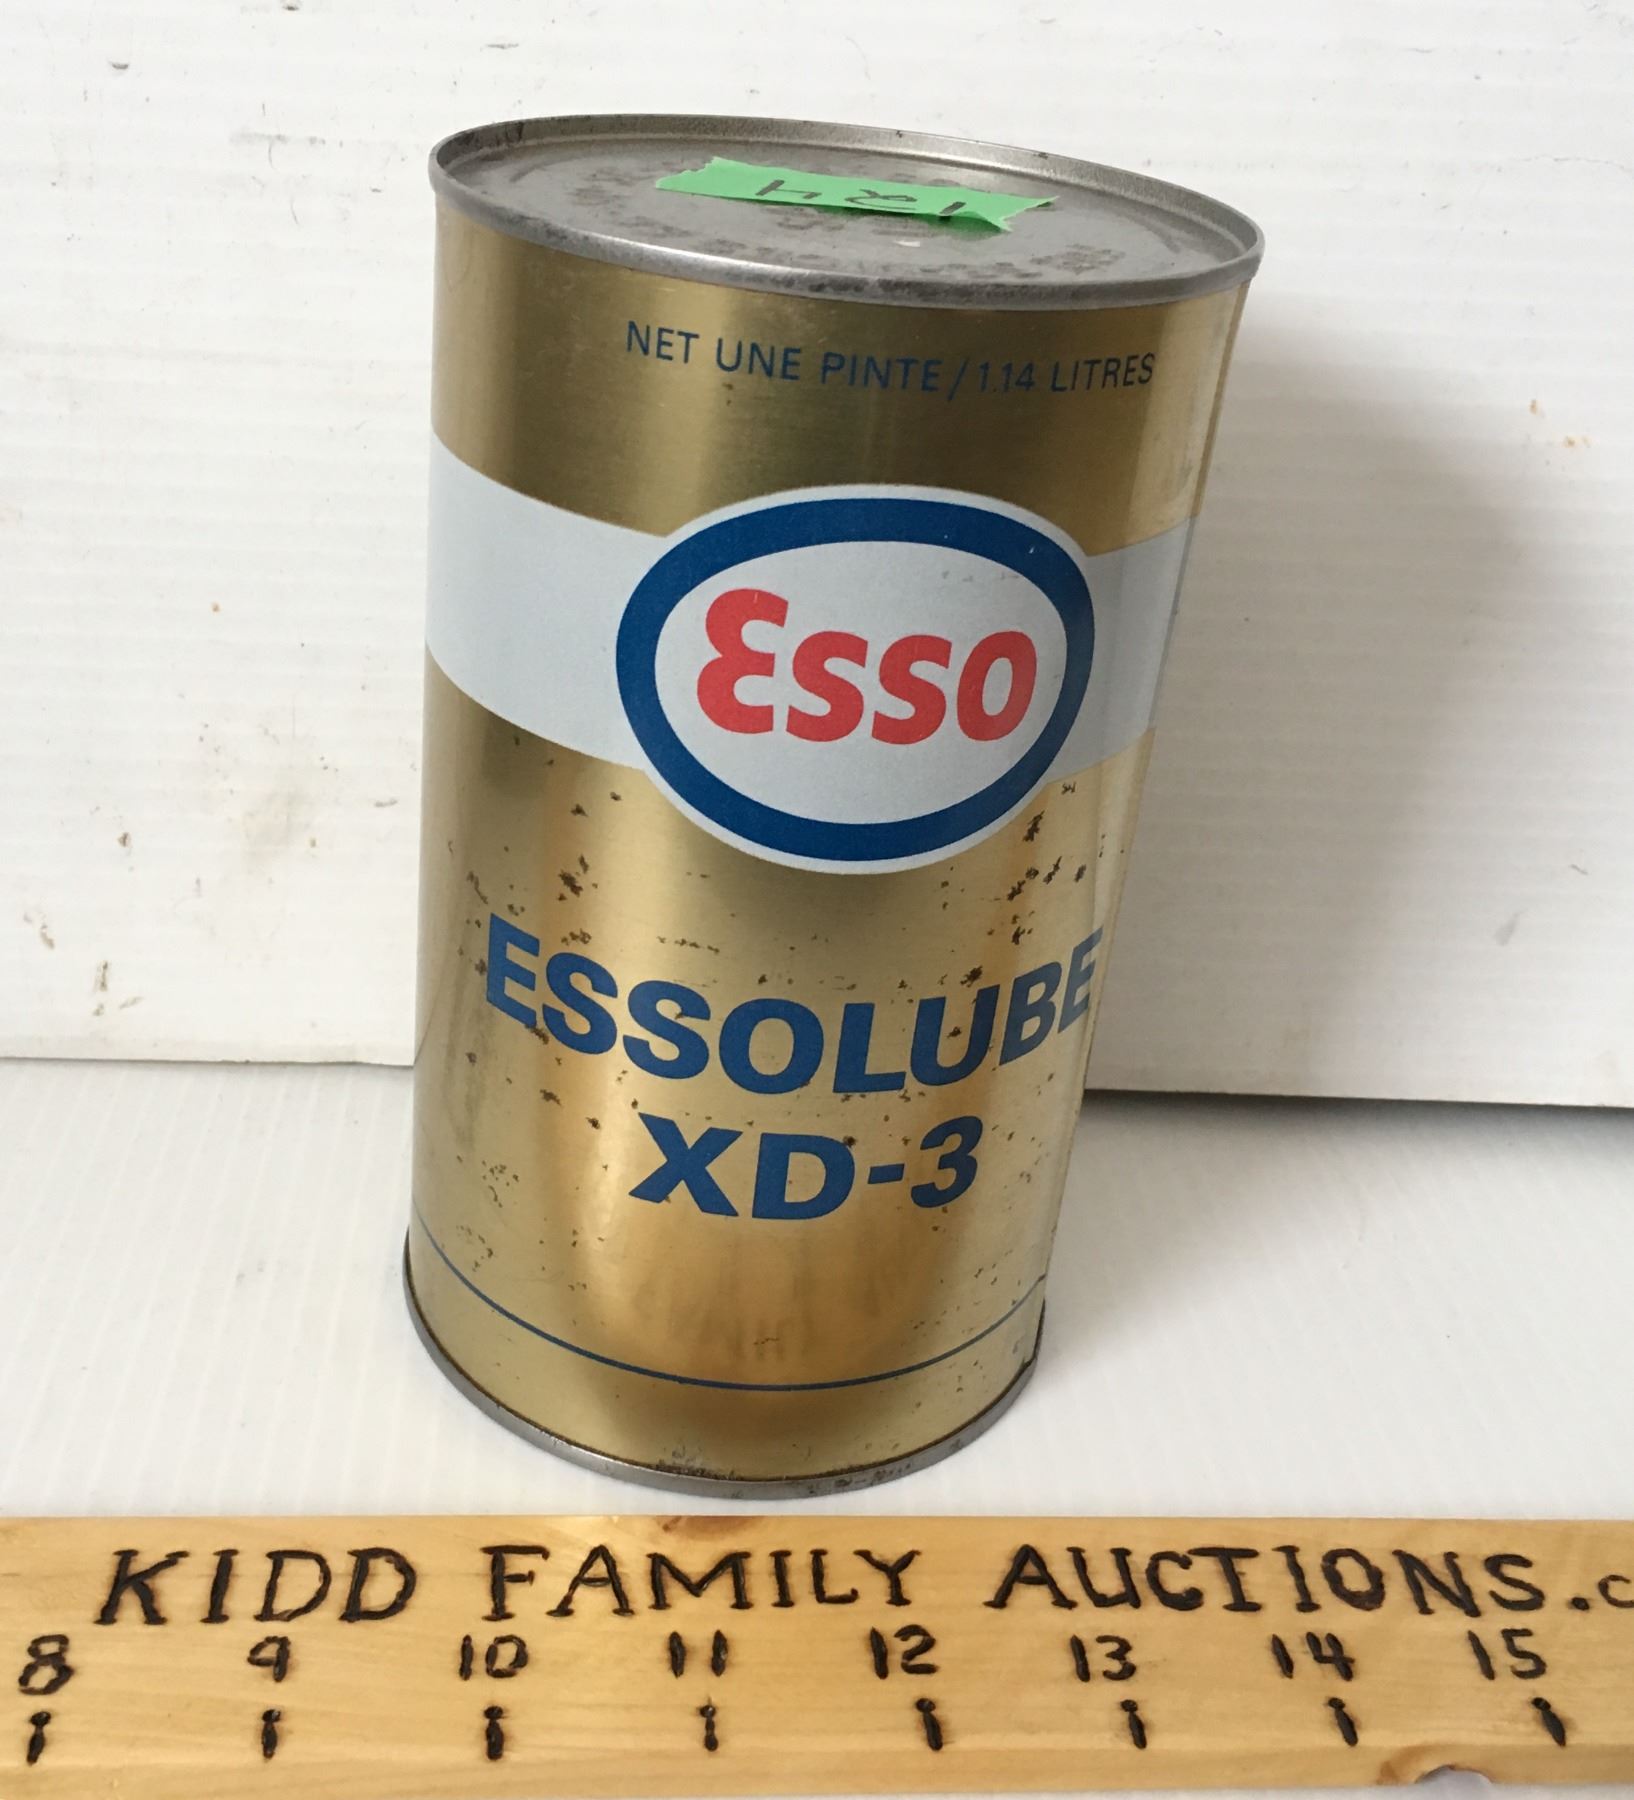 124
NET UNE PINTE / 1.14 LITRES
Esso
ESSOLUBE
XD-3
KIDD FAMILY AUCTIONS.c
8 9 10 11 12 13 14 15